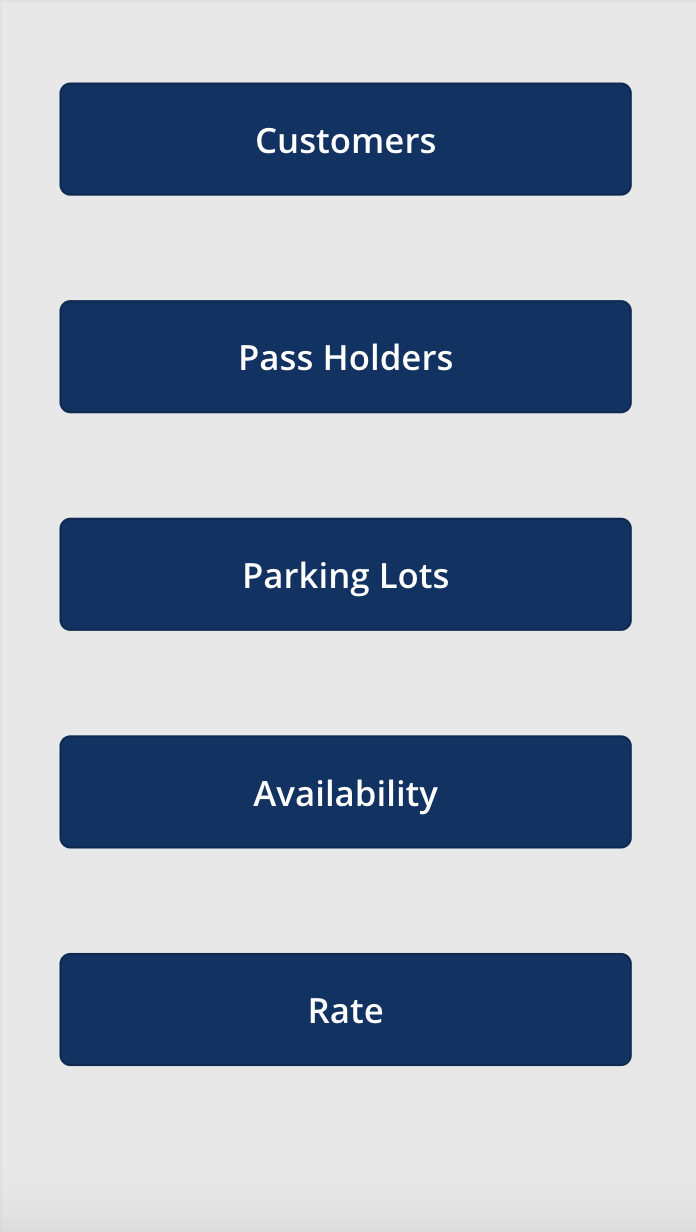 Customers
Pass Holders
Parking Lots
Availability
Rate